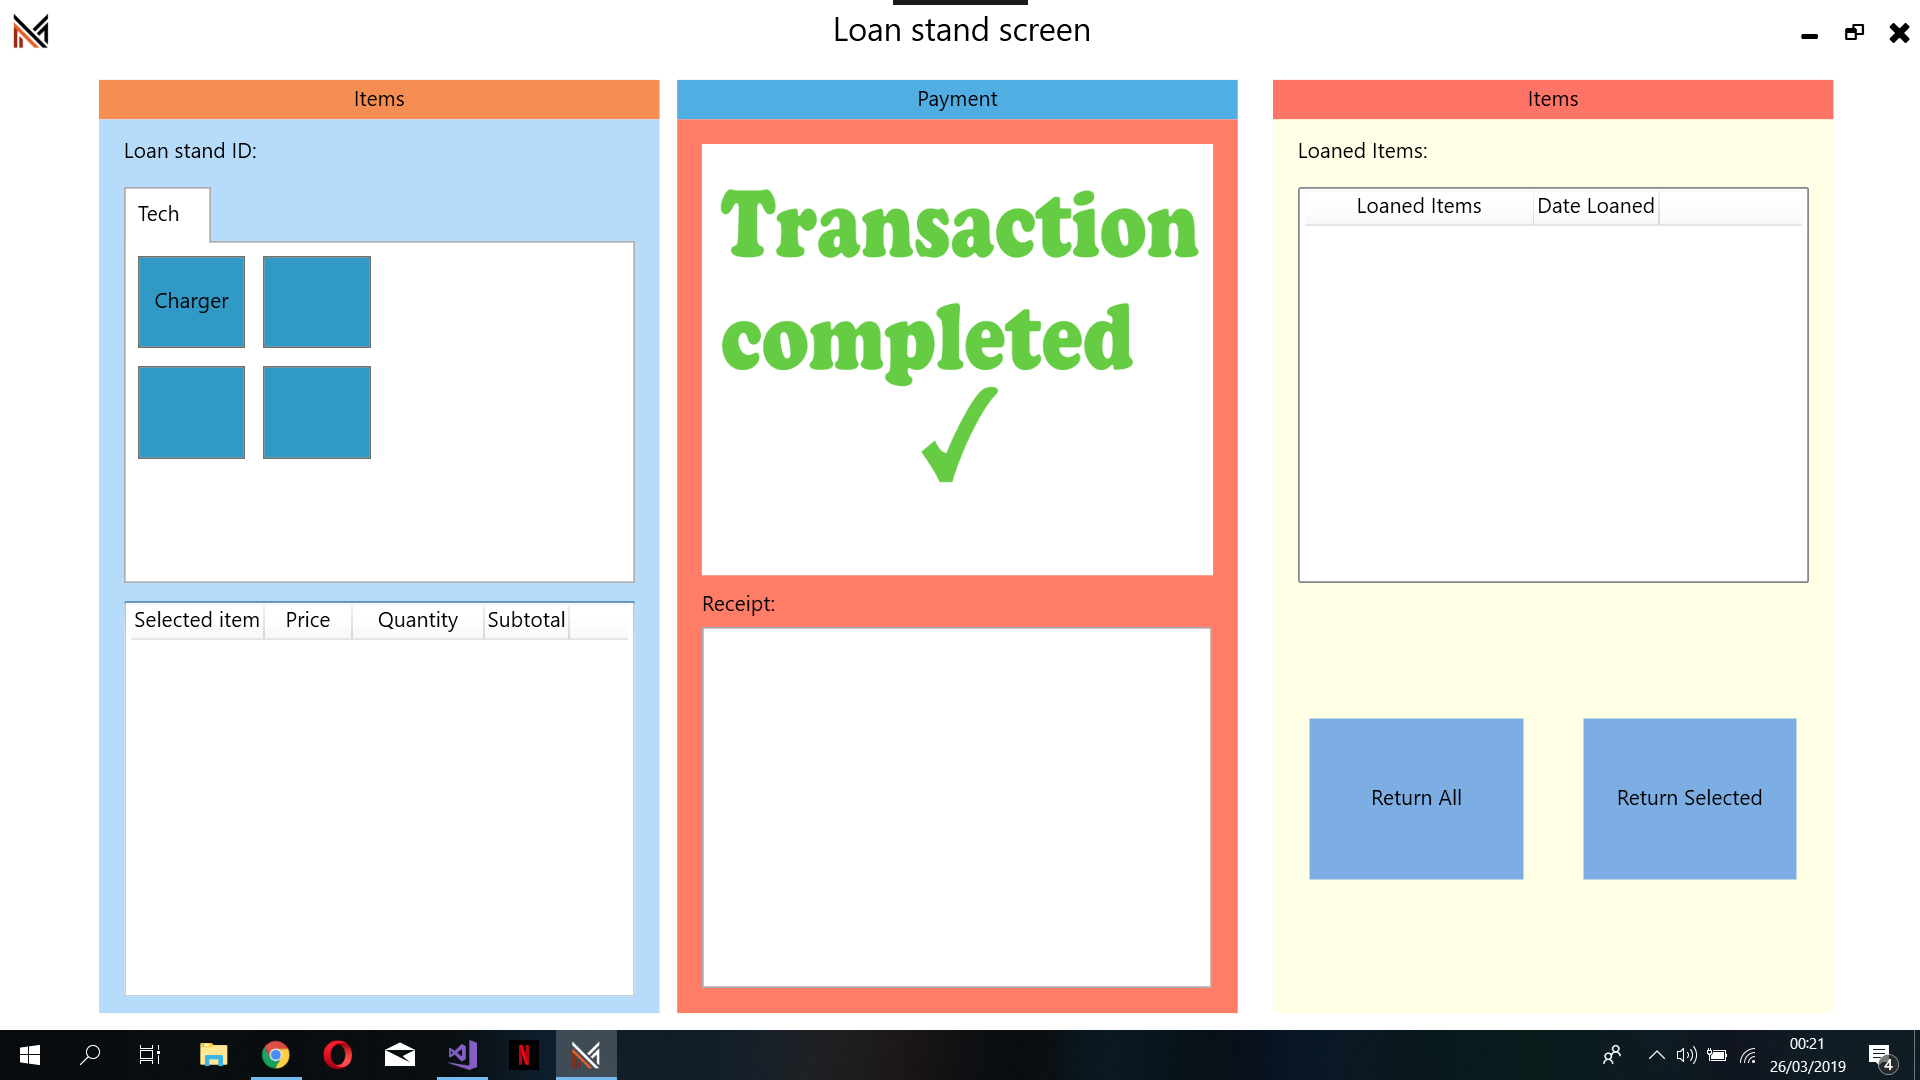 Loan stand screen
Items
Loan stand ID:
Tech
Charger
Selected item Price Quantity Subtotal
Payment
Transaction
completed
Receipt:
Items
Loaned Items:
Loaned Items Date Loaned
Return All Return Selected
00:21
26/03/2019
4